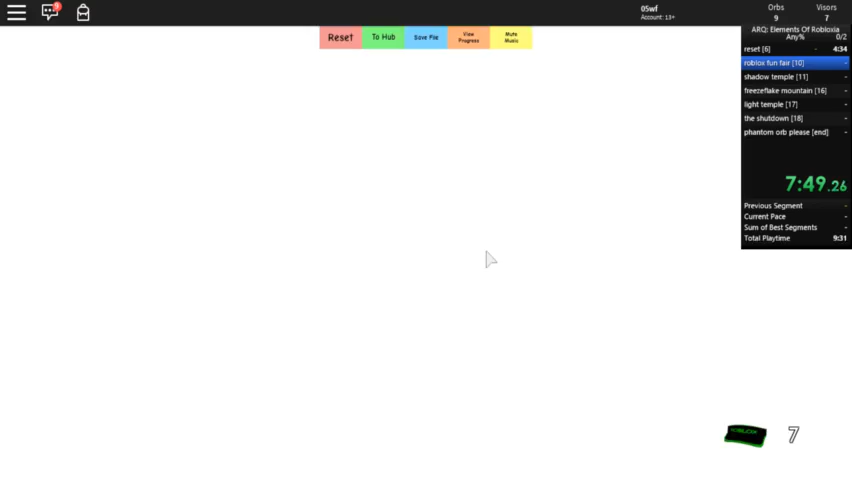 9
05wf
Account: 13+
Orbs
9
Visors
7
Reset
To Hub
Save File
View
Progress
Mute
Music
ARQ: Elements Of Robloxia
Any% 0/2
reset [6] - 4:34
roblox fun fair [10] -
shadow temple [11] -
freezeflake mountain [16] -
light temple [17] -
the shutdown [18] -
phantom orb please [end] -
7:49.26
Previous Segment -
Current Pace -
Sum of Best Segments -
Total Playtime 9:31
7